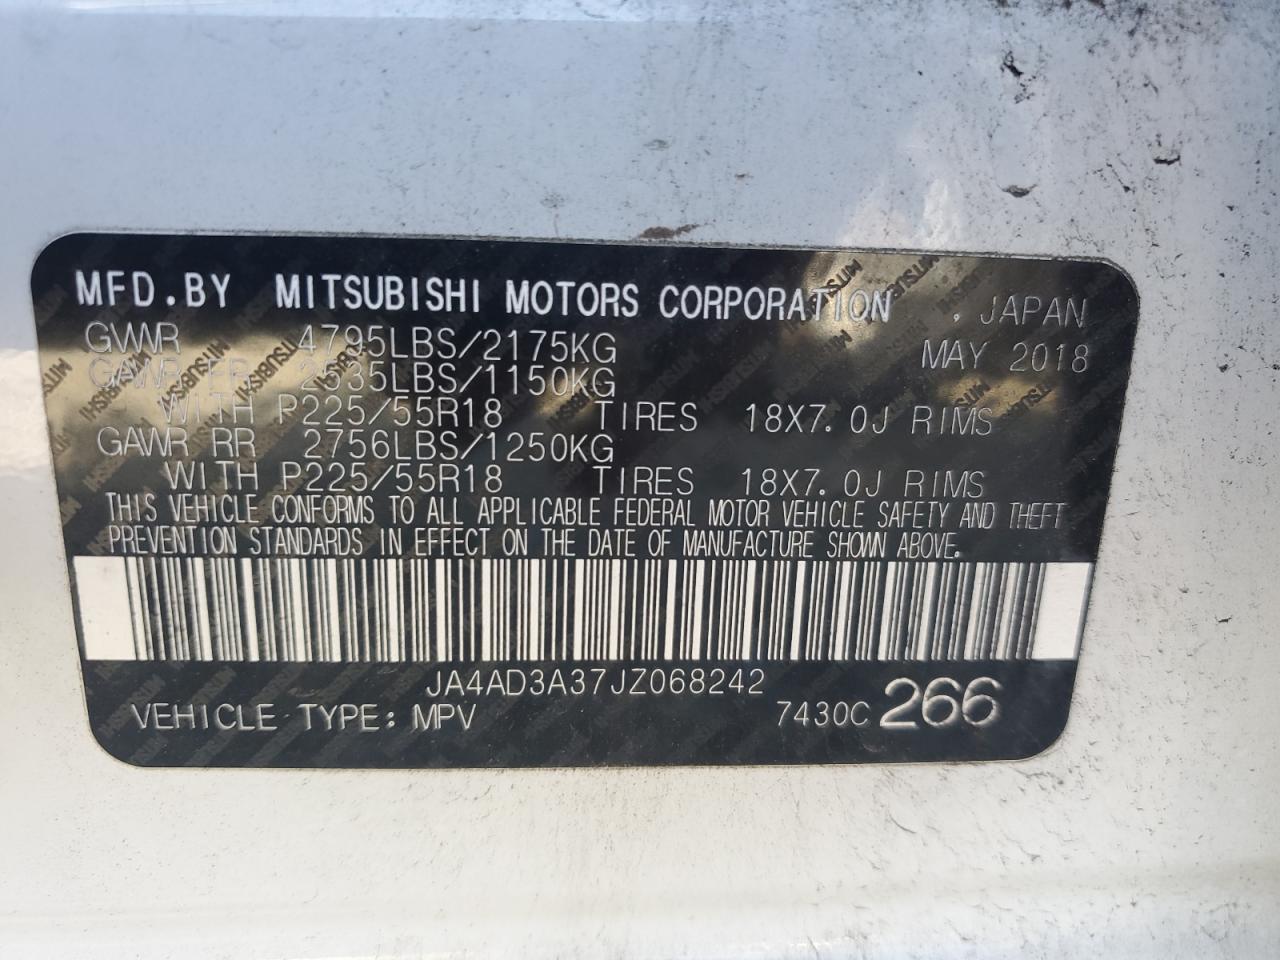 MFD.BY MITSUBISHI MOTORS CORPORATION , JAPAN
GVWR 4795LBS/2175KG MAY 2018
GAWR FR 2535LBS/1150KG
WITH P225/55R18 TIRES 18X7.0J RIMS
GAWR RR 2756LBS/1250KG
WITH P225/55R18 TIRES 18X7.0J RIMS
THIS VEHICLE CONFORMS TO ALL APPLICABLE FEDERAL MOTOR VEHICLE SAFETY AND THEFT
PREVENTION STANDARDS IN EFFECT ON THE DATE OF MANUFACTURE SHOWN ABOVE.
JA4AD3A37JZ068242
VEHICLE TYPE: MPV 7430C 266